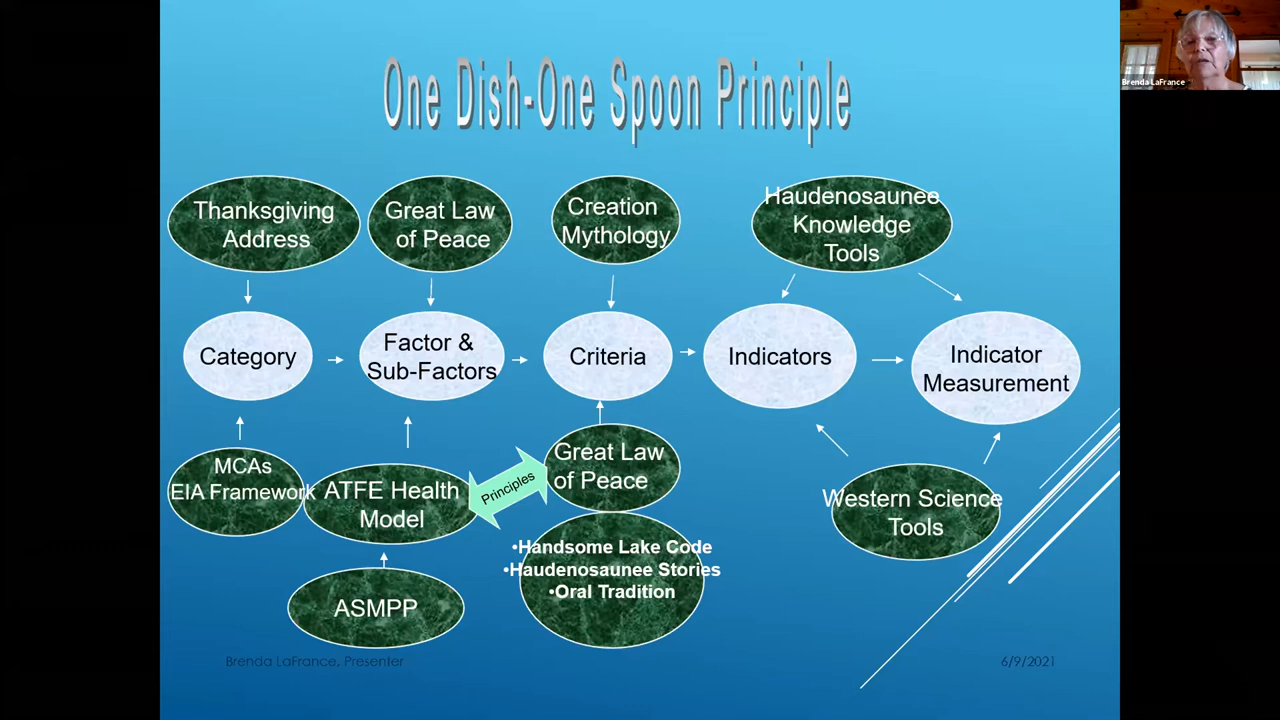 One Dish-One Spoon Principle
Brenda LaFrance
Thanksgiving
Address
Great Law
of Peace
Creation
Mythology
Haudenosaunee
Knowledge
Tools
Category
Factor &
Sub-Factors
Criteria
Indicators
Indicator
Measurement
MCAs
EIA Framework
ATFE Health
Model
Principles
Great Law
of Peace
Western Science
Tools
•Handsome Lake Code
•Haudenosaunee Stories
•Oral Tradition
ASMPP
Brenda LaFrance, Presenter
6/9/2021